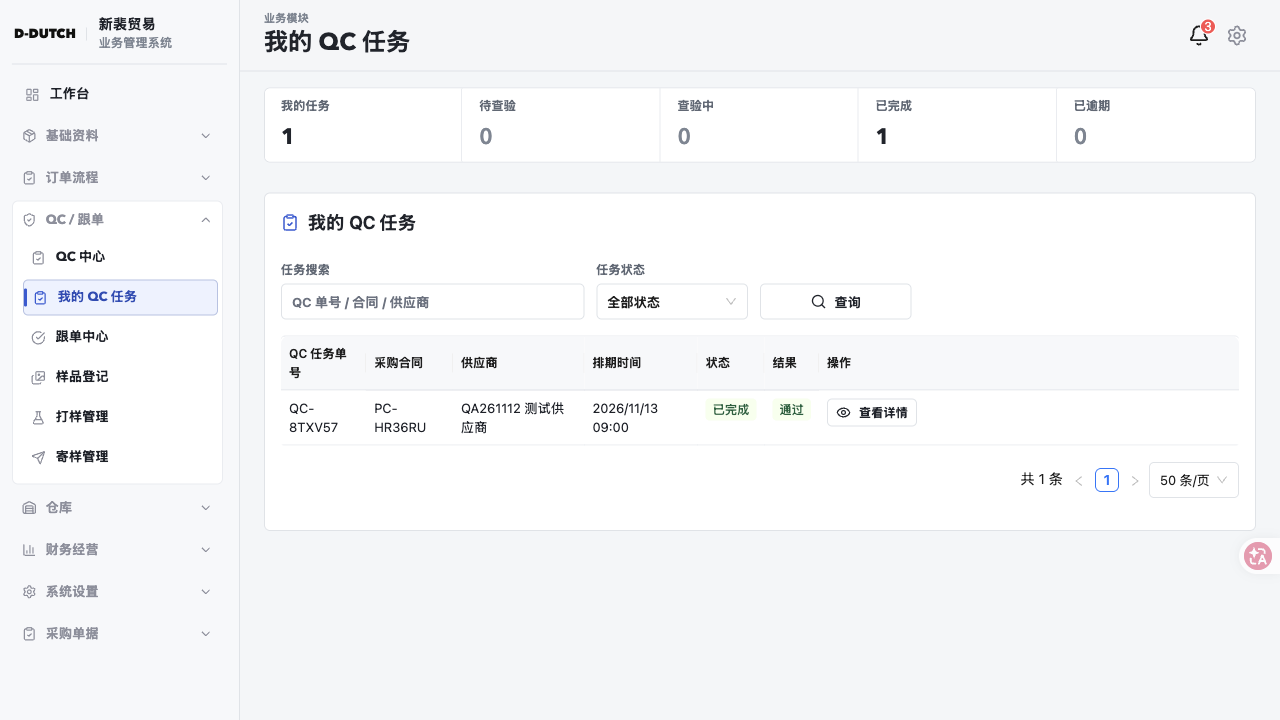 D-DUTCH
新裴贸易
业务管理系统
工作台
基础资料
订单流程
QC / 跟单
QC 中心
我的 QC 任务
跟单中心
样品登记
打样管理
寄样管理
仓库
财务经营
系统设置
采购单据
业务模块
我的 QC 任务
3
我的任务
1
待查验
0
查验中
0
已完成
1
已逾期
0
我的 QC 任务
任务搜索
QC 单号 / 合同 / 供应商
任务状态
全部状态
查询
QC 任务单
号
采购合同
供应商
排期时间
状态
结果
操作
QC-
8TXV57
PC-
HR36RU
QA261112 测试供
应商
2026/11/13
09:00
已完成
通过
查看详情
共 1 条
1
50 条/页